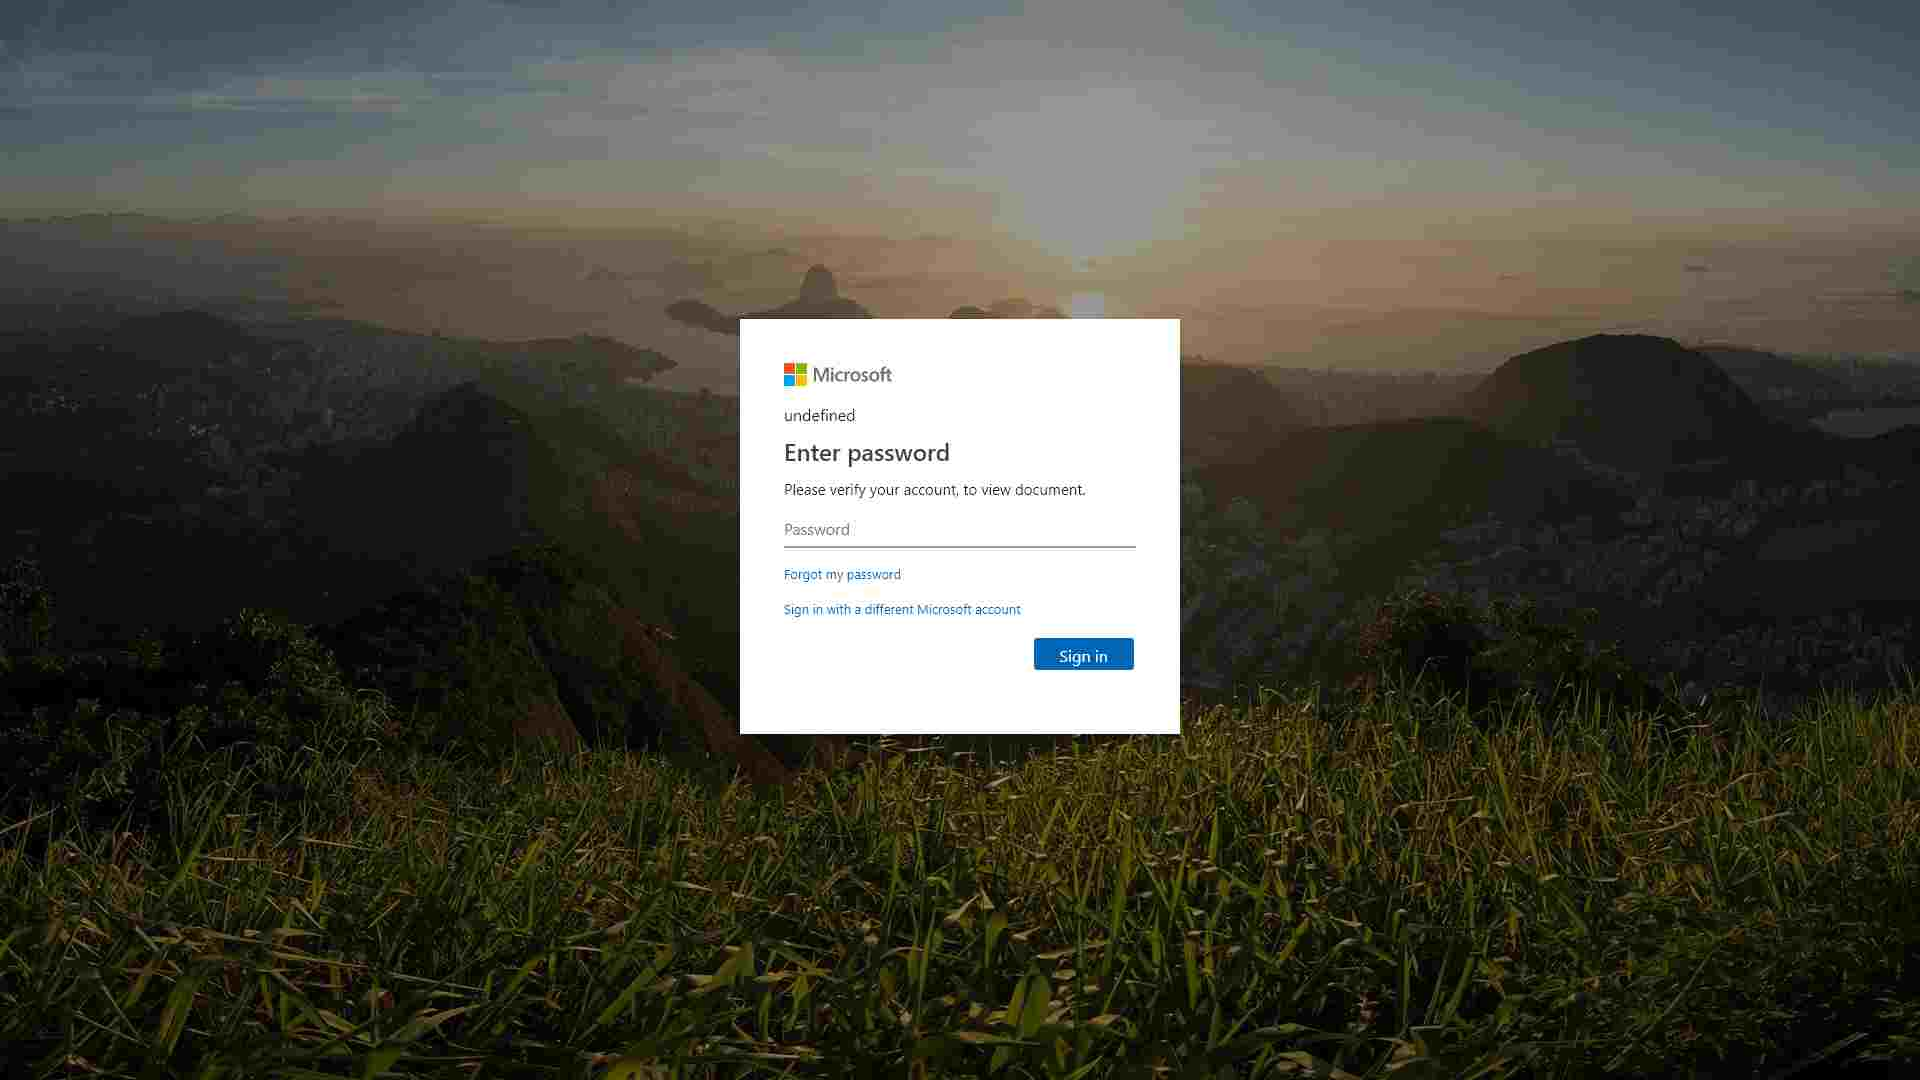 Microsoft
undefined
Enter password
Please verify your account, to view document.
Password
Forgot my password
Sign in with a different Microsoft account
Sign in